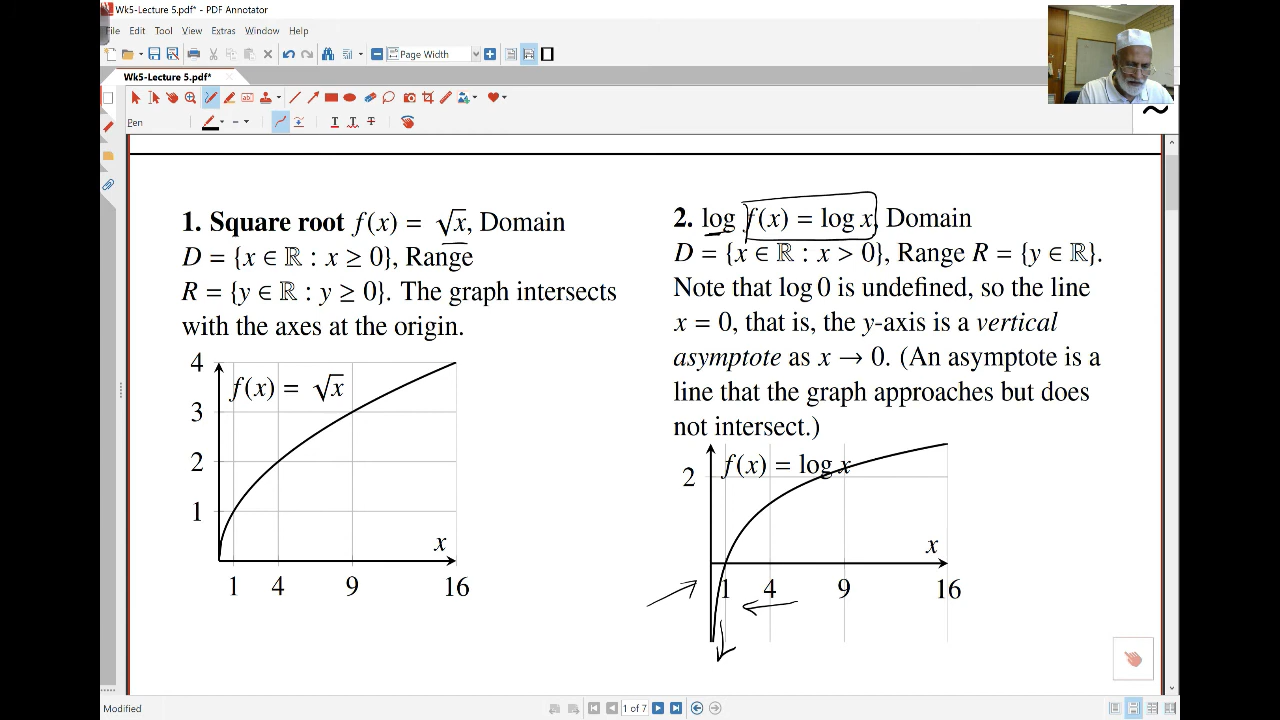 Wk5-Lecture 5.pdf* - PDF Annotator
File Edit Tool View Extras Window Help
Page Width
Wk5-Lecture 5.pdf*
Pen
1. Square root f(x) = √x, Domain
D = {x ∈ ℝ : x ≥ 0}, Range
R = {y ∈ ℝ : y ≥ 0}. The graph intersects
with the axes at the origin.
4
f(x) = √x
3
2
1
x
1 4 9 16
2. log f(x) = log x, Domain
D = {x ∈ ℝ : x > 0}, Range R = {y ∈ ℝ}.
Note that log 0 is undefined, so the line
x = 0, that is, the y-axis is a vertical
asymptote as x → 0. (An asymptote is a
line that the graph approaches but does
not intersect.)
f(x) = log x
2
x
1 4 9 16
Modified
1 of 7